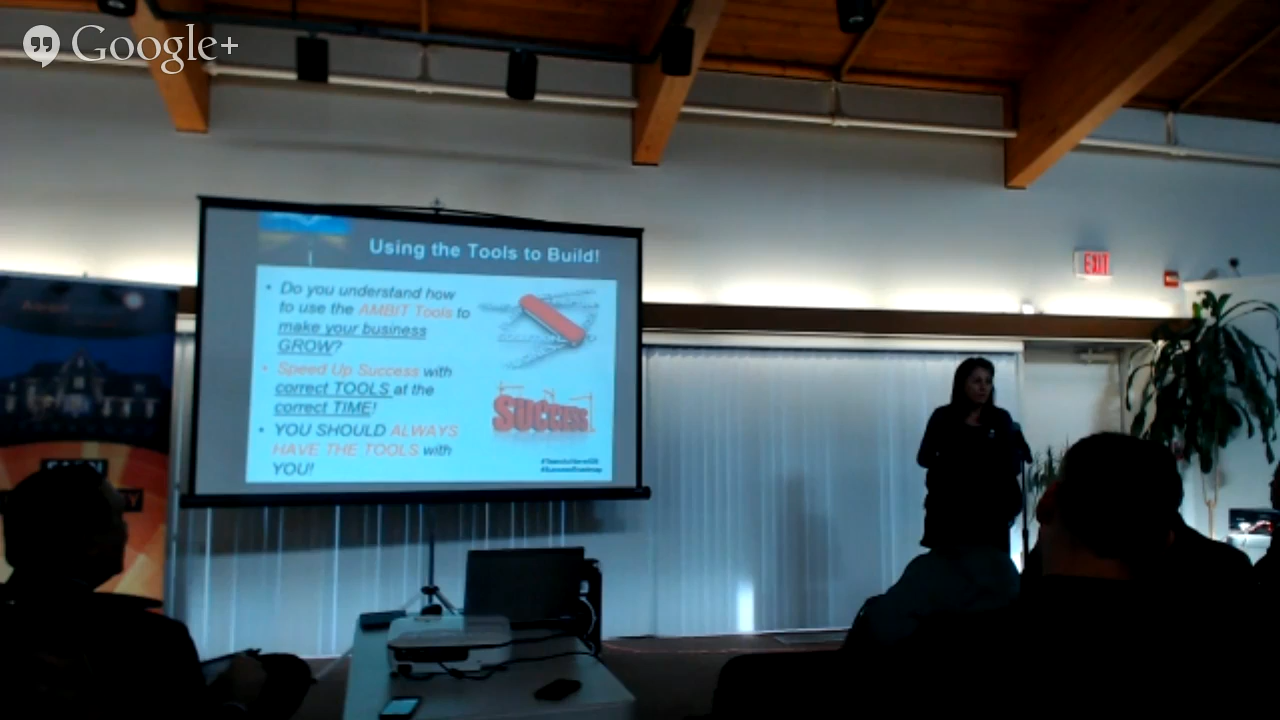 Google+
EXIT
Using the Tools to Build!
• Do you understand how
to use the AMBIT Tools to
make your business
GROW?
• Speed Up Success with
correct TOOLS at the
correct TIME!
• YOU SHOULD ALWAYS
HAVE THE TOOLS with
YOU!
SUCCESS